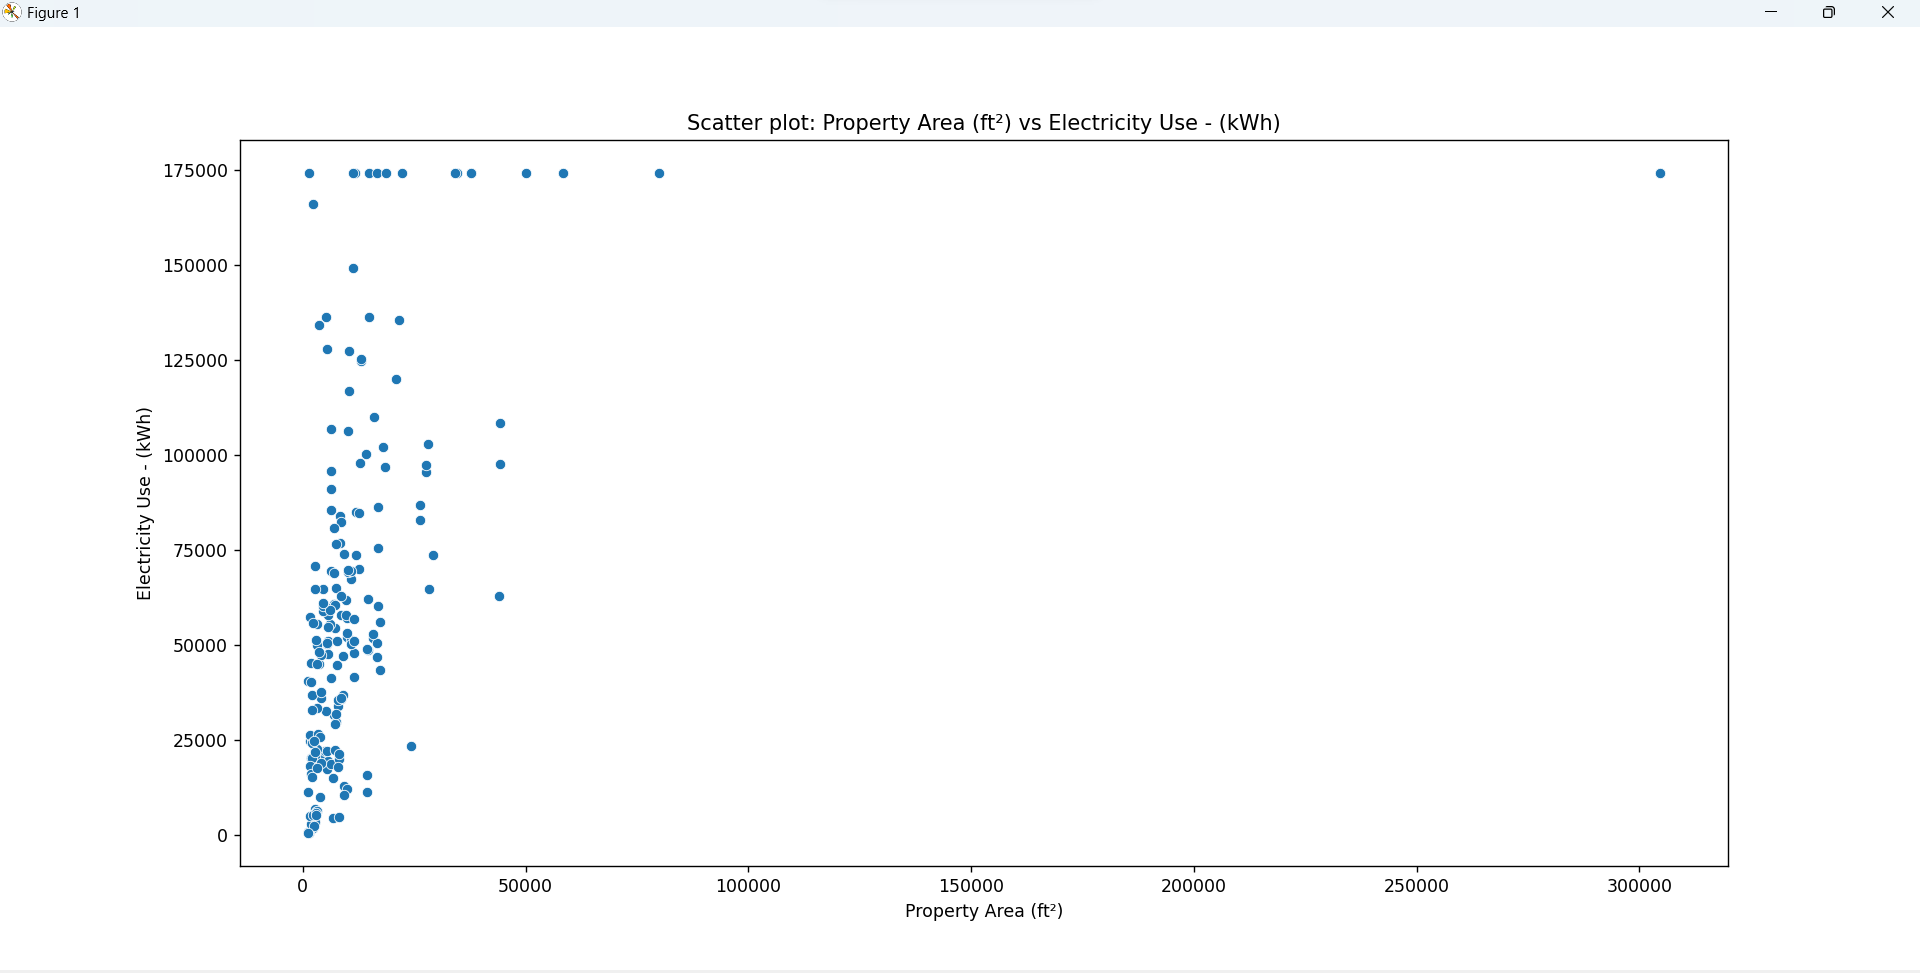 Figure 1
Scatter plot: Property Area (ft²) vs Electricity Use - (kWh)
175000
150000
125000
100000
75000
50000
25000
0
Electricity Use - (kWh)
0 50000 100000 150000 200000 250000 300000
Property Area (ft²)